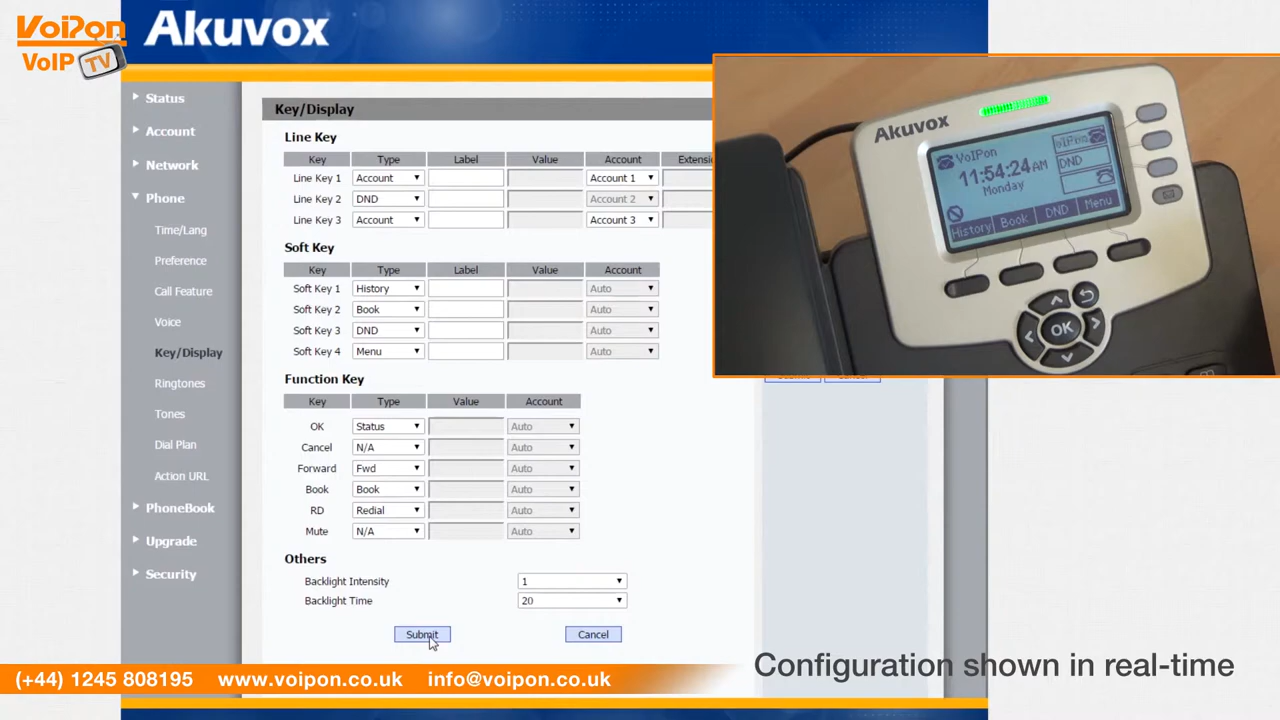 VoIPon
VoIP TV
Akuvox
Status
Account
Network
Phone
Time/Lang
Preference
Call Feature
Voice
Key/Display
Ringtones
Tones
Dial Plan
Action URL
PhoneBook
Upgrade
Security
Key/Display
Line Key
Key Type Label Value Account Extens
Line Key 1 Account Account 1
Line Key 2 DND Account 2
Line Key 3 Account Account 3
Soft Key
Key Type Label Value Account
Soft Key 1 History Auto
Soft Key 2 Book Auto
Soft Key 3 DND Auto
Soft Key 4 Menu Auto
Function Key
Key Type Value Account
OK Status Auto
Cancel N/A Auto
Forward Fwd Auto
Book Book Auto
RD Redial Auto
Mute N/A Auto
Others
Backlight Intensity 1
Backlight Time 20
Submit Cancel
Akuvox
VoIPon
11:54:24 AM
Monday
VoIPon
DND
History Book DND Menu
OK
Configuration shown in real-time
(+44) 1245 808195 www.voipon.co.uk info@voipon.co.uk